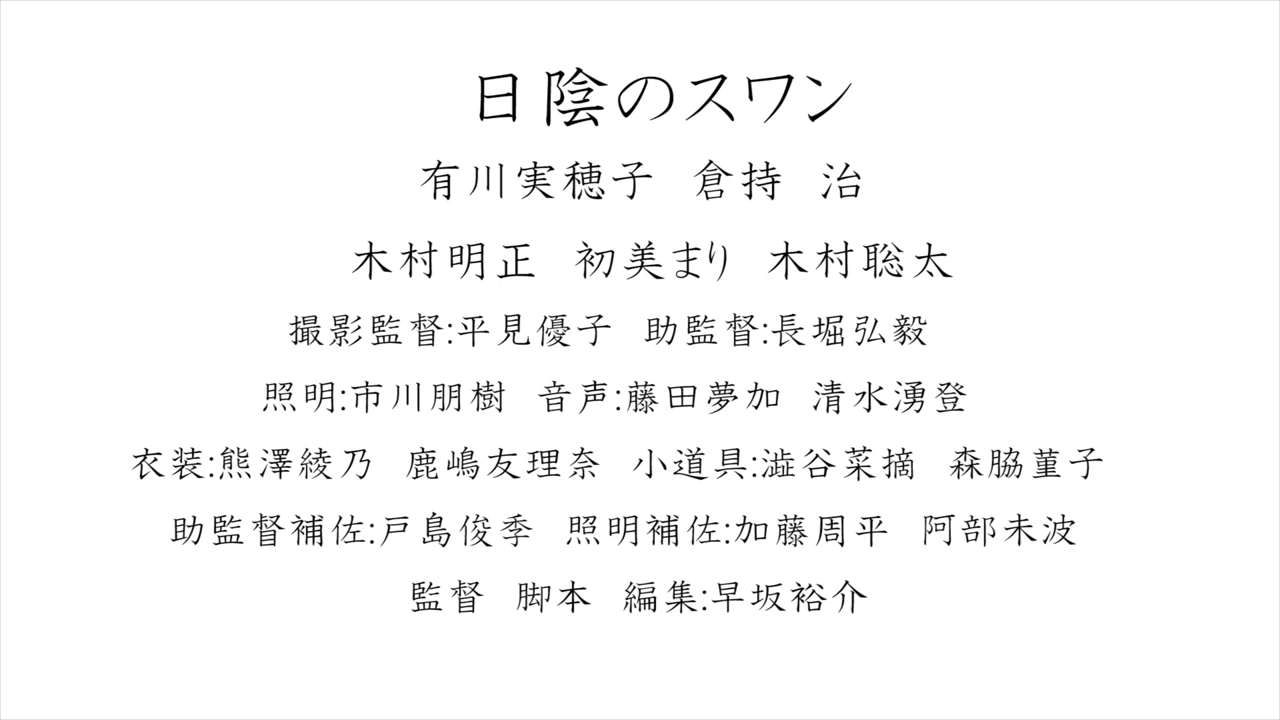 日陰のスワン
有川実穂子　倉持　治
木村明正　初美まり　木村聡太
撮影監督:平見優子　助監督:長堀弘毅
照明:市川朋樹　音声:藤田夢加　清水湧登
衣装:熊澤綾乃　鹿嶋友理奈　小道具:澁谷菜摘　森脇菫子
助監督補佐:戸島俊季　照明補佐:加藤周平　阿部未波
監督　脚本　編集:早坂裕介